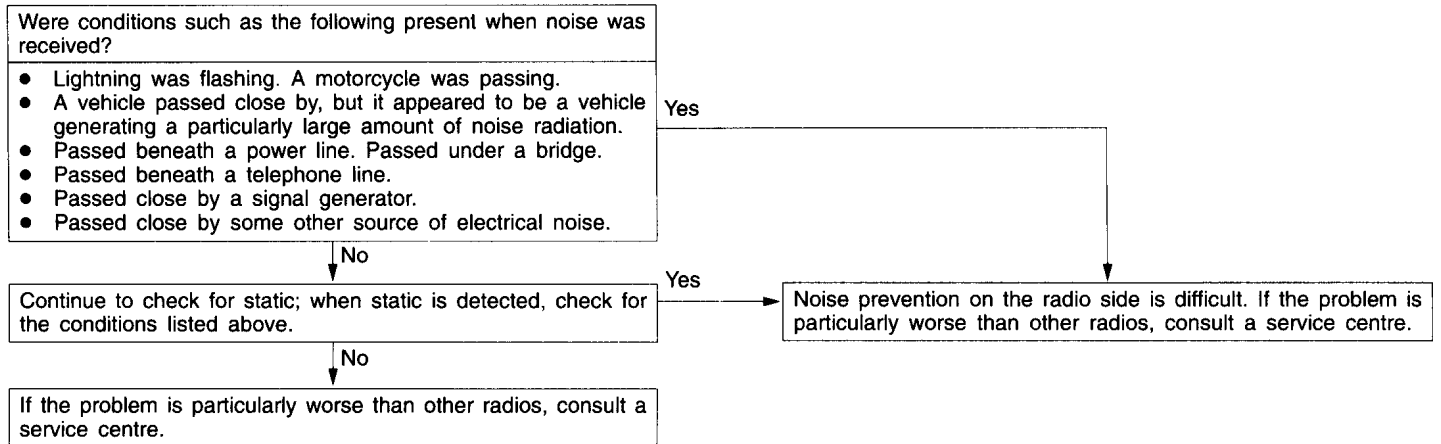 Were conditions such as the following present when noise was
received?
● Lightning was flashing. A motorcycle was passing.
● A vehicle passed close by, but it appeared to be a vehicle
generating a particularly large amount of noise radiation.
● Passed beneath a power line. Passed under a bridge.
● Passed beneath a telephone line.
● Passed close by a signal generator.
● Passed close by some other source of electrical noise.
Yes
No
Continue to check for static; when static is detected, check for
the conditions listed above.
Yes
Noise prevention on the radio side is difficult. If the problem is
particularly worse than other radios, consult a service centre.
No
If the problem is particularly worse than other radios, consult a
service centre.